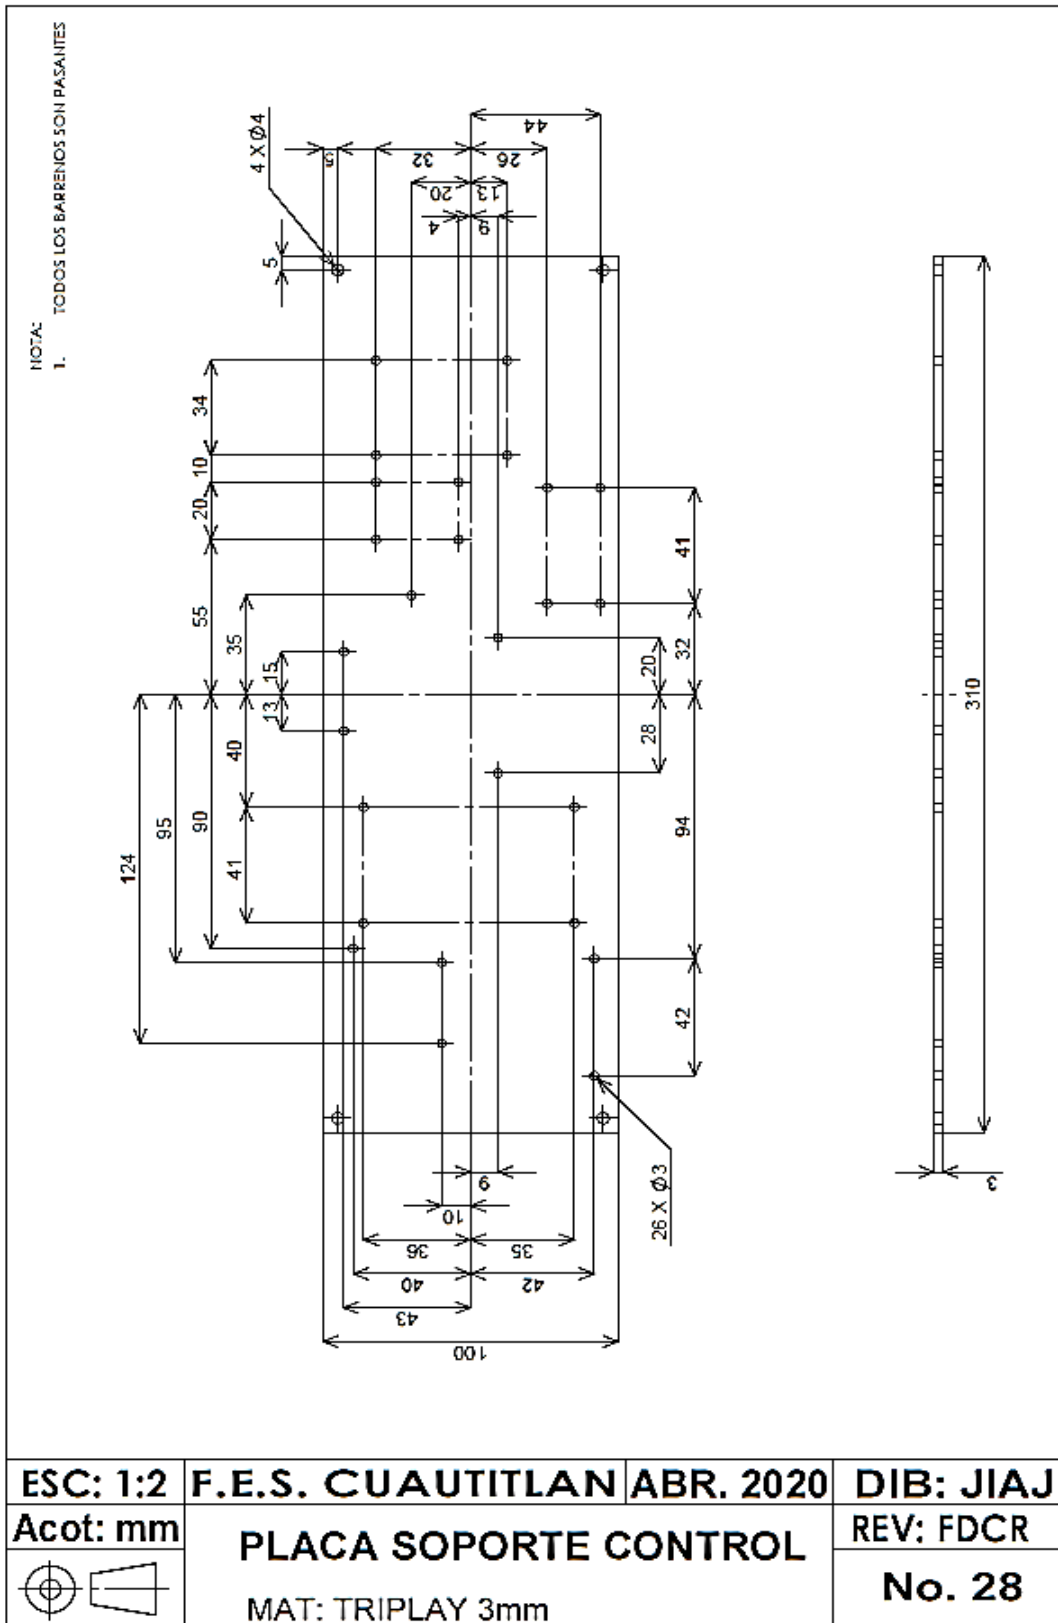 NOTA:
1. TODOS LOS BARRENOS SON PASANTES
4 X Ø4
44
5
32
26
20
13
4
9
5
34
10
20
55
35
15
13
40
90
95
124
41
41
32
20
28
94
42
310
3
9
10
26 X Ø3
36
35
40
42
43
100
ESC: 1:2
F.E.S. CUAUTITLAN
ABR. 2020
DIB: JIAJ
Acot: mm
PLACA SOPORTE CONTROL
REV: FDCR
MAT: TRIPLAY 3mm
No. 28